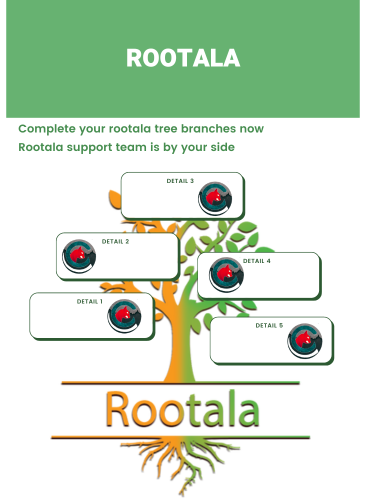 ROOTALA
Complete your rootala tree branches now
Rootala support team is by your side
DETAIL 3
DETAIL 2
DETAIL 4
DETAIL 1
DETAIL 5
Rootala